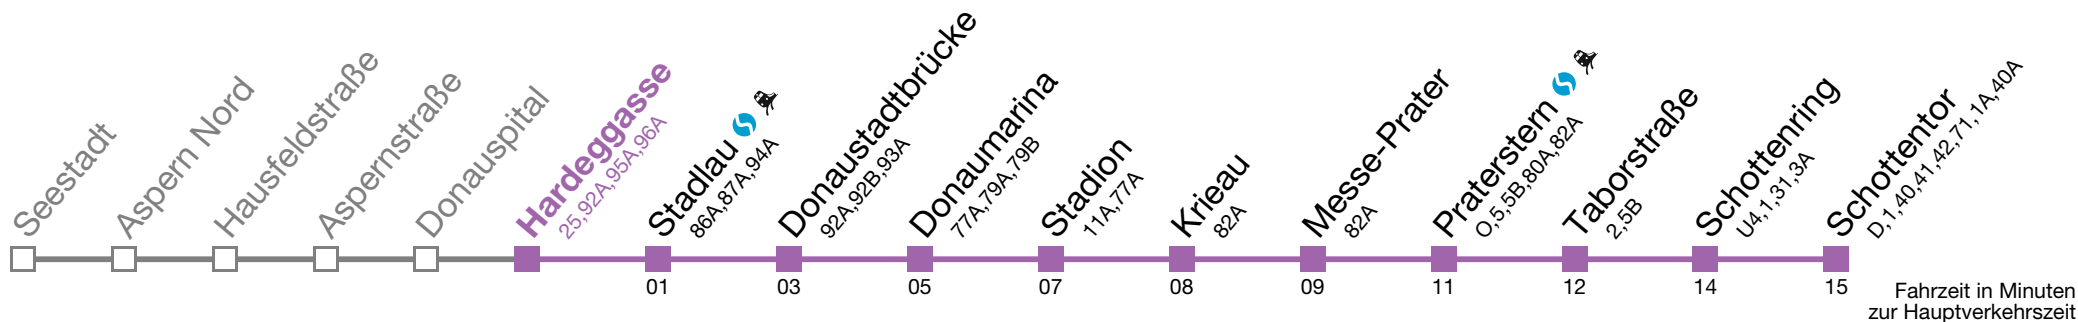 Seestadt
Aspern Nord
Hausfeldstraße
Aspernstraße
Donauspital
Hardeggasse
25,92A,95A,96A
Stadlau
86A,87A,94A
Donaustadtbrücke
92A,92B,93A
Donaumarina
77A,79A,79B
Stadion
11A,77A
Krieau
82A
Messe-Prater
82A
Praterstern
O,5,5B,80A,82A
Taborstraße
2,5B
Schottenring
U4,1,31,3A
Schottentor
D,1,40,41,42,71,1A,40A
01
03
05
07
08
09
11
12
14
15
Fahrzeit in Minuten
zur Hauptverkehrszeit